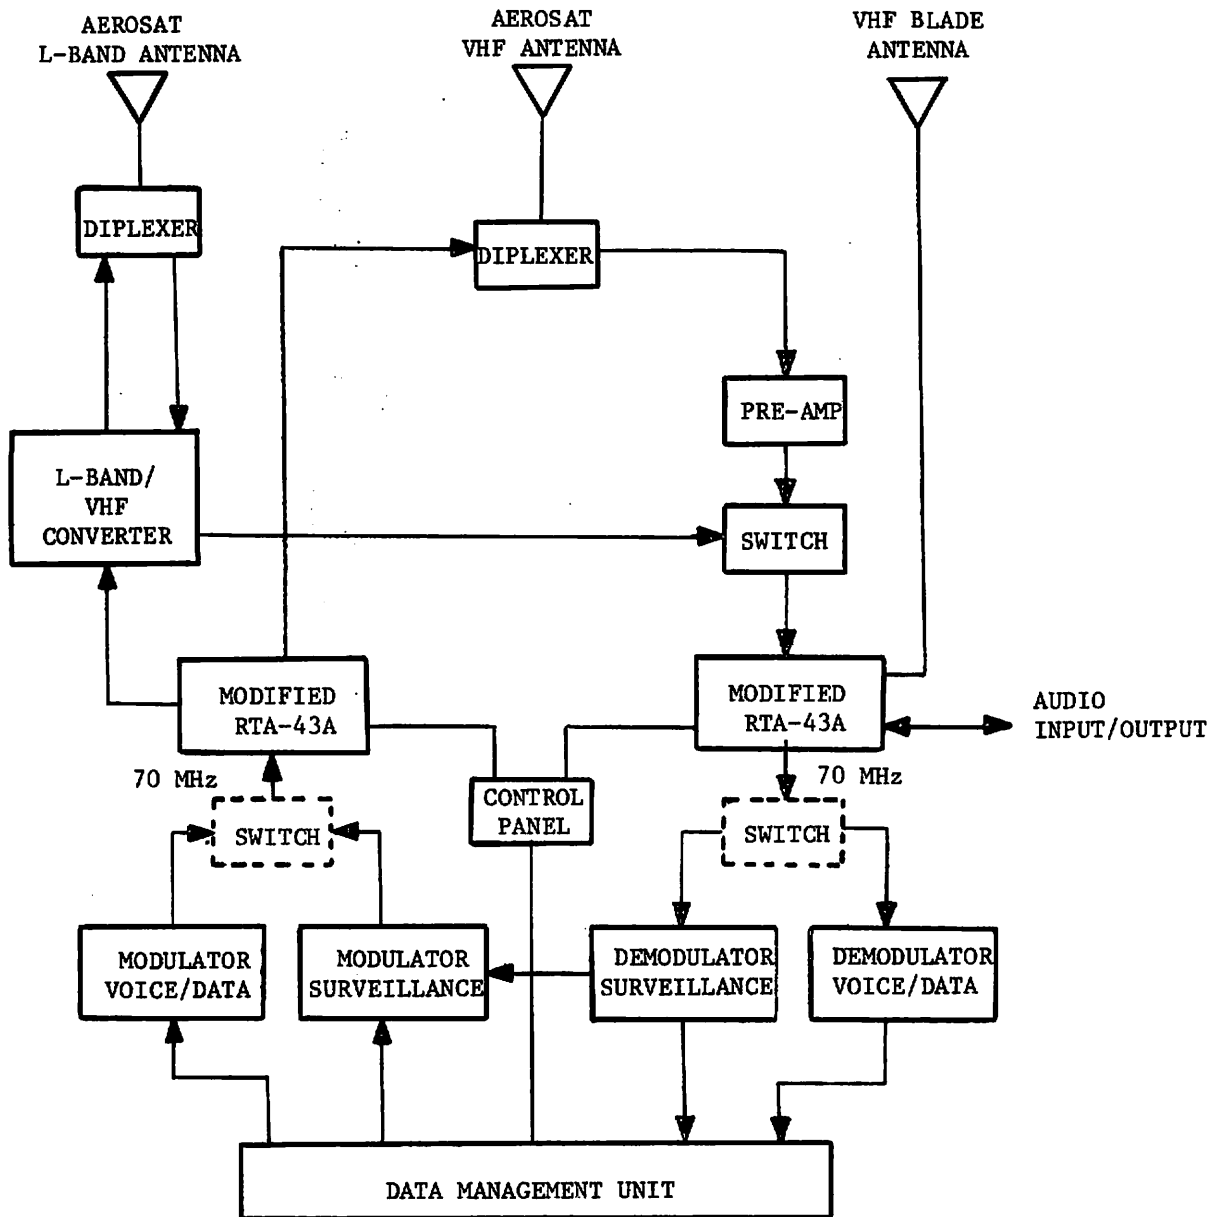 AEROSAT
L-BAND ANTENNA
AEROSAT
VHF ANTENNA
VHF BLADE
ANTENNA
DIPLEXER
DIPLEXER
PRE-AMP
L-BAND/
VHF
CONVERTER
SWITCH
MODIFIED
RTA-43A
MODIFIED
RTA-43A
AUDIO
INPUT/OUTPUT
70 MHz
70 MHz
CONTROL
PANEL
SWITCH
SWITCH
MODULATOR
VOICE/DATA
MODULATOR
SURVEILLANCE
DEMODULATOR
SURVEILLANCE
DEMODULATOR
VOICE/DATA
DATA MANAGEMENT UNIT